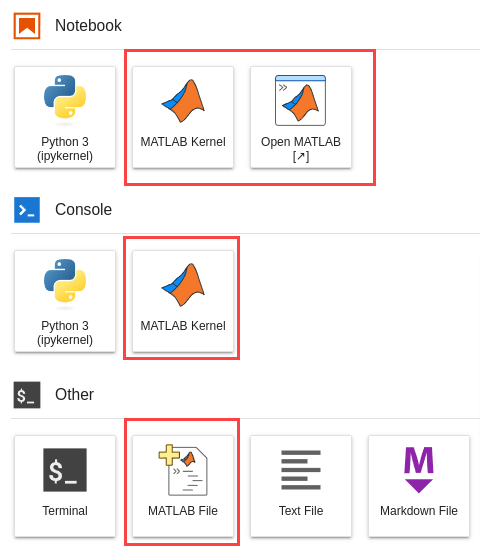 Notebook
Python 3
(ipykernel)
MATLAB Kernel
Open MATLAB
[↗]
Console
Python 3
(ipykernel)
MATLAB Kernel
$_ Other
$_
Terminal
MATLAB File
Text File
M
Markdown File